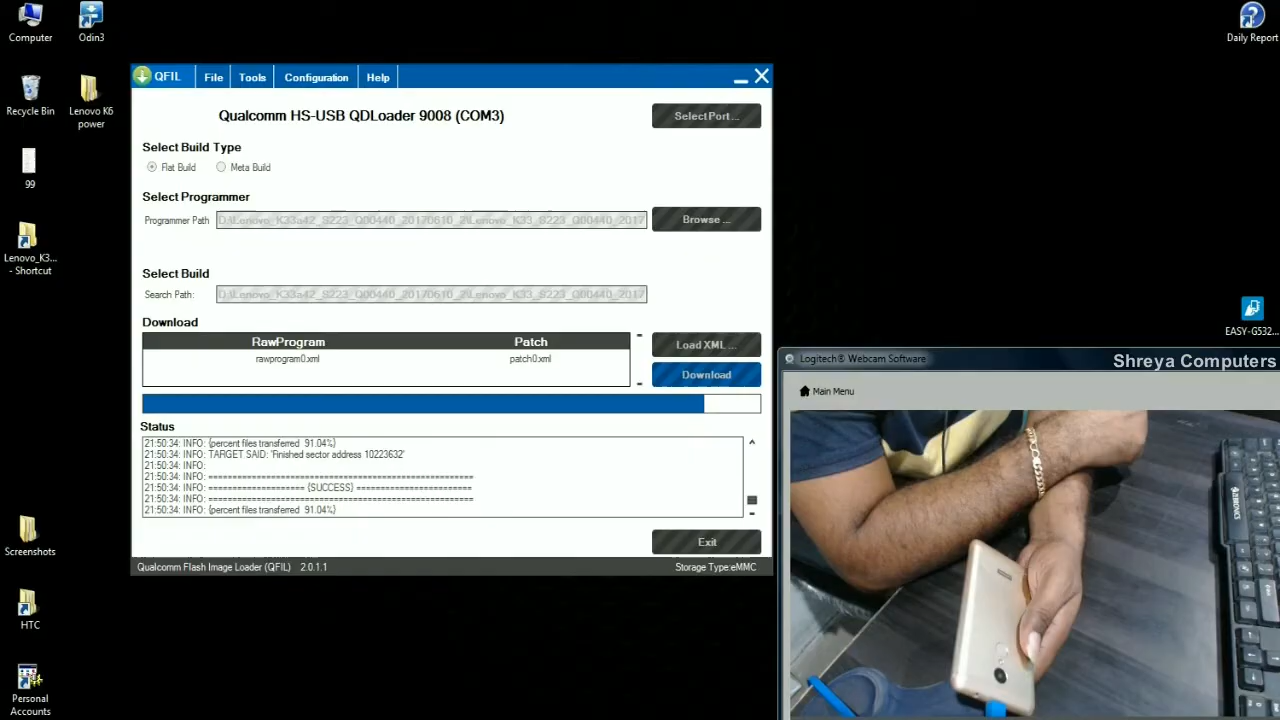 Computer
Odin3
Daily Report
Recycle Bin
Lenovo K6
power
99
Lenovo_K3...
- Shortcut
EASY-G532...
Screenshots
HTC
Personal
Accounts
QFIL File Tools Configuration Help
Qualcomm HS-USB QDLoader 9008 (COM3)
Select Port ...
Select Build Type
Flat Build Meta Build
Select Programmer
Programmer Path D:\Lenovo_K33a42_S223_Q00440_20170610_2\Lenovo_K33_S223_Q00440_2017 Browse ...
Select Build
Search Path: D:\Lenovo_K33a42_S223_Q00440_20170610_2\Lenovo_K33_S223_Q00440_2017
Download
RawProgram Patch
rawprogram0.xml patch0.xml
Load XML ...
Download
Status
21:50:34: INFO: {percent files transferred 91.04%}
21:50:34: INFO: TARGET SAID: 'Finished sector address 10223632'
21:50:34: INFO:
21:50:34: INFO: =======================================================
21:50:34: INFO: ==================== {SUCCESS} ========================
21:50:34: INFO: =======================================================
21:50:34: INFO: {percent files transferred 91.04%}
Exit
Qualcomm Flash Image Loader (QFIL) 2.0.1.1 Storage Type:eMMC
Logitech® Webcam Software
Shreya Computers
Main Menu